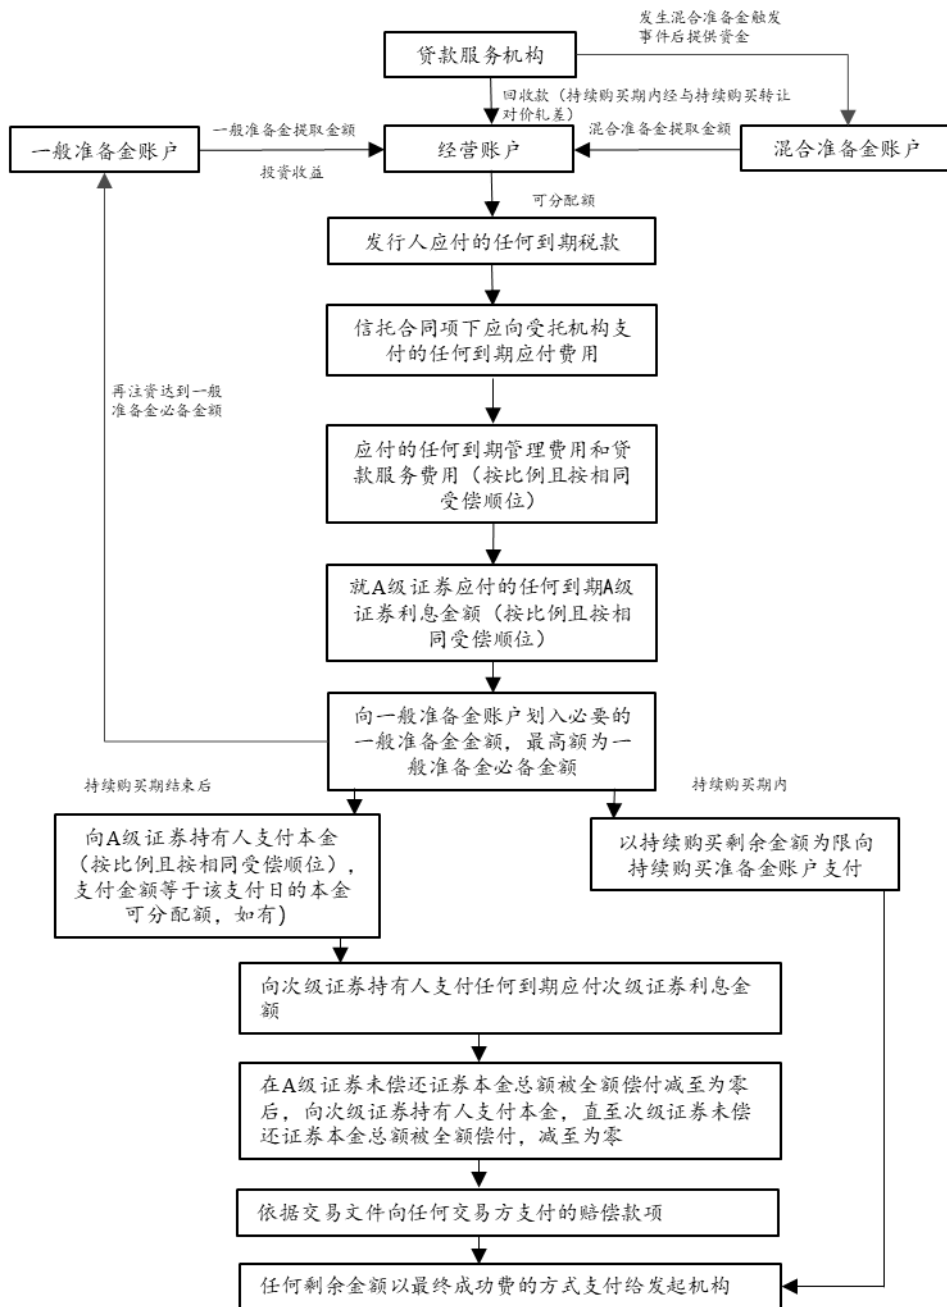 发生混合准备金触发
事件后提供资金
贷款服务机构
回收款（持续购买期内经与持续购买转让
对价轧差）
一般准备金提取金额
混合准备金提取金额
一般准备金账户
经营账户
混合准备金账户
投资收益
可分配额
发行人应付的任何到期税款
信托合同项下应向受托机构支
付的任何到期应付费用
再注资达到一般
准备金必备金额
应付的任何到期管理费用和贷
款服务费用（按比例且按相同
受偿顺位）
就A级证券应付的任何到期A级
证券利息金额（按比例且按相
同受偿顺位）
向一般准备金账户划入必要的
一般准备金金额，最高额为一
般准备金必备金额
持续购买期结束后
持续购买期内
向A级证券持有人支付本金
（按比例且按相同受偿顺位），
支付金额等于该支付日的本金
可分配额，如有)
以持续购买剩余金额为限向
持续购买准备金账户支付
向次级证券持有人支付任何到期应付次级证券利息金
额
在A级证券未偿还证券本金总额被全额偿付减至为零
后，向次级证券持有人支付本金，直至次级证券未偿
还证券本金总额被全额偿付，减至为零
依据交易文件向任何交易方支付的赔偿款项
任何剩余金额以最终成功费的方式支付给发起机构